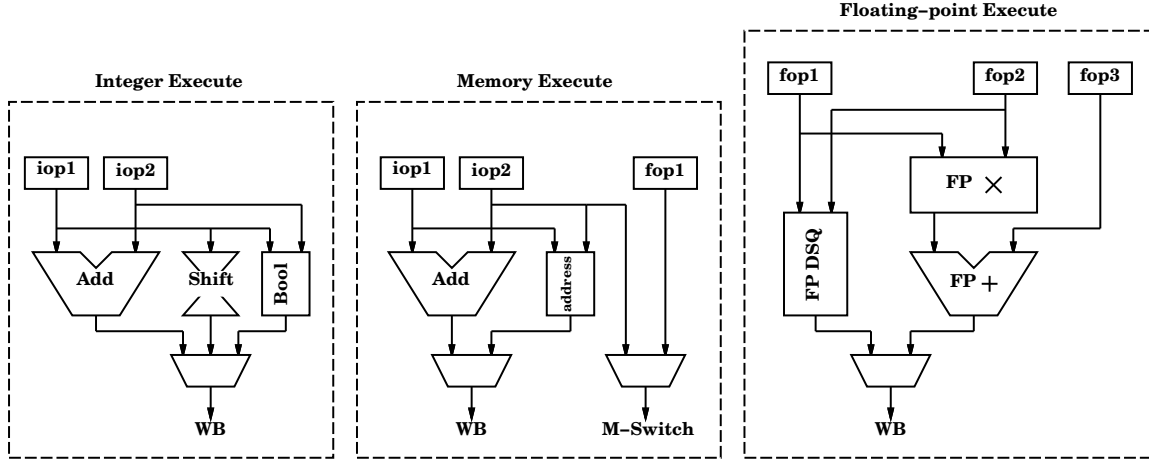 Floating–point Execute
Integer Execute
Memory Execute
fop1
fop2
fop3
iop1
iop2
iop1
iop2
fop1
FP ×
Add
Shift
Bool
Add
address
FP DSQ
FP +
WB
WB
M–Switch
WB